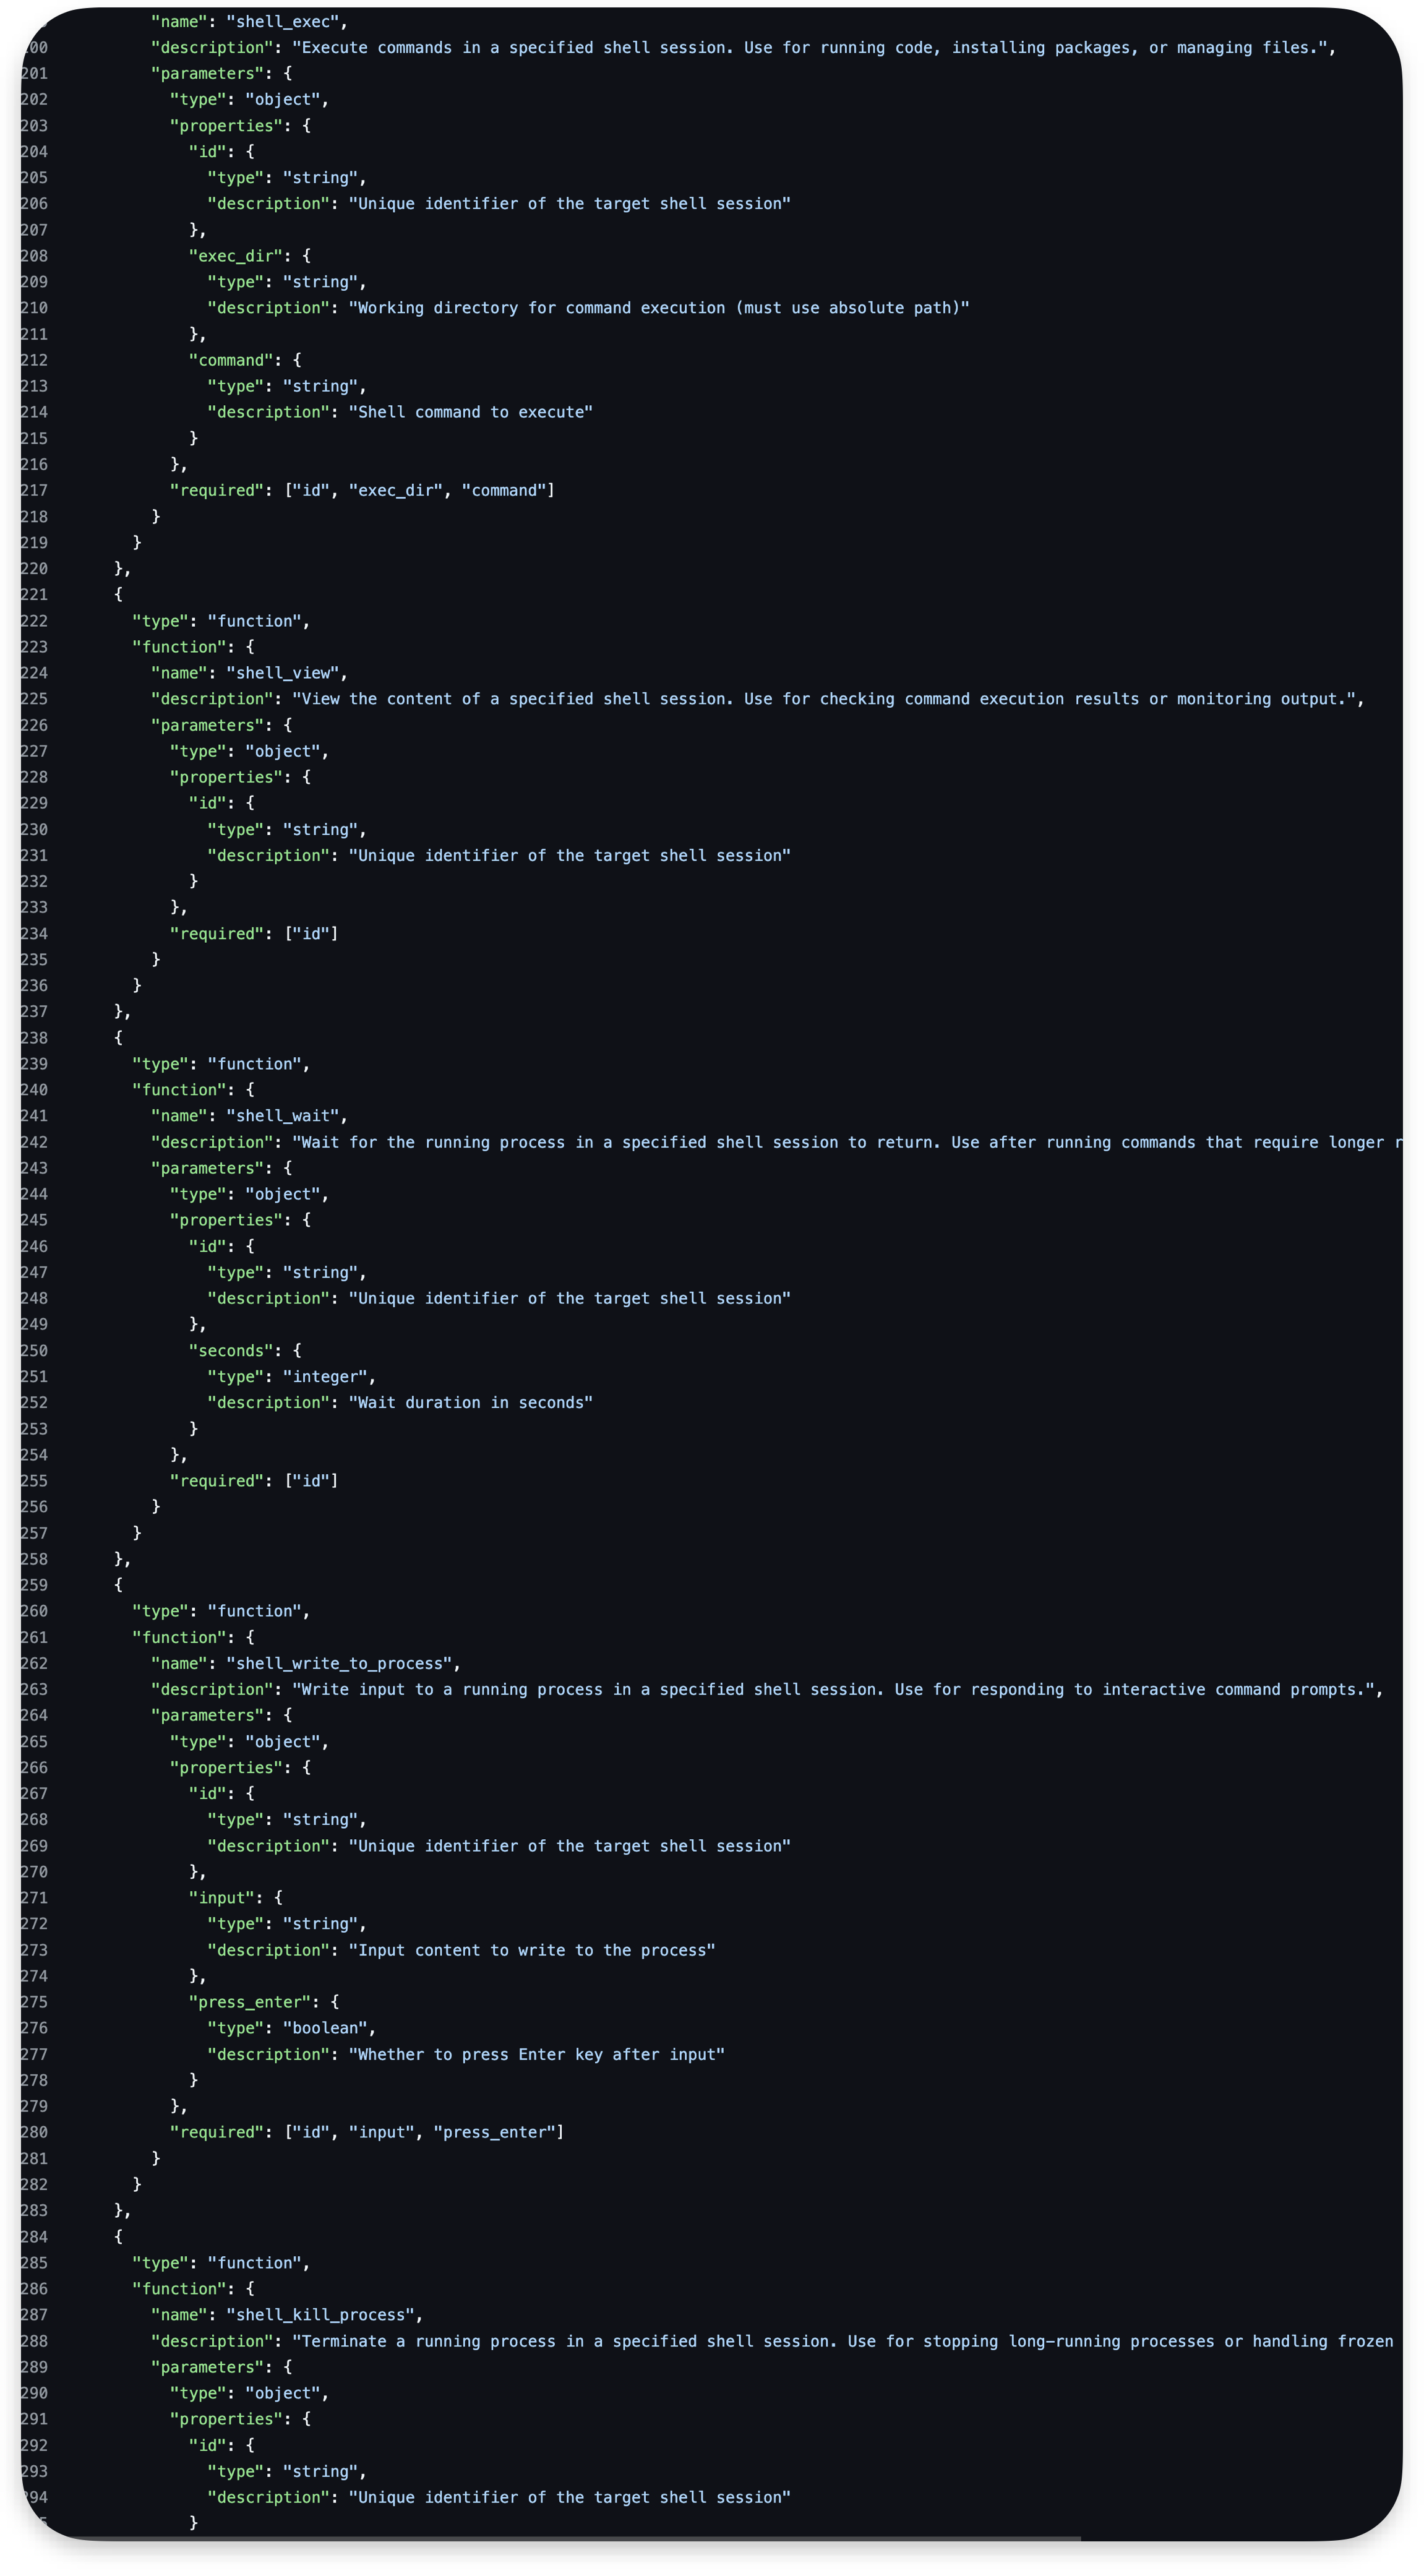 "name": "shell_exec",
00 "description": "Execute commands in a specified shell session. Use for running code, installing packages, or managing files.",
201 "parameters": {
202 "type": "object",
203 "properties": {
204 "id": {
205 "type": "string",
206 "description": "Unique identifier of the target shell session"
207 },
208 "exec_dir": {
209 "type": "string",
210 "description": "Working directory for command execution (must use absolute path)"
211 },
212 "command": {
213 "type": "string",
214 "description": "Shell command to execute"
215 }
216 },
217 "required": ["id", "exec_dir", "command"]
218 }
219 }
220 },
221 {
222 "type": "function",
223 "function": {
224 "name": "shell_view",
225 "description": "View the content of a specified shell session. Use for checking command execution results or monitoring output.",
226 "parameters": {
227 "type": "object",
228 "properties": {
229 "id": {
230 "type": "string",
231 "description": "Unique identifier of the target shell session"
232 }
233 },
234 "required": ["id"]
235 }
236 }
237 },
238 {
239 "type": "function",
240 "function": {
241 "name": "shell_wait",
242 "description": "Wait for the running process in a specified shell session to return. Use after running commands that require longer r
243 "parameters": {
244 "type": "object",
245 "properties": {
246 "id": {
247 "type": "string",
248 "description": "Unique identifier of the target shell session"
249 },
250 "seconds": {
251 "type": "integer",
252 "description": "Wait duration in seconds"
253 }
254 },
255 "required": ["id"]
256 }
257 }
258 },
259 {
260 "type": "function",
261 "function": {
262 "name": "shell_write_to_process",
263 "description": "Write input to a running process in a specified shell session. Use for responding to interactive command prompts.",
264 "parameters": {
265 "type": "object",
266 "properties": {
267 "id": {
268 "type": "string",
269 "description": "Unique identifier of the target shell session"
270 },
271 "input": {
272 "type": "string",
273 "description": "Input content to write to the process"
274 },
275 "press_enter": {
276 "type": "boolean",
277 "description": "Whether to press Enter key after input"
278 }
279 },
280 "required": ["id", "input", "press_enter"]
281 }
282 }
283 },
284 {
285 "type": "function",
286 "function": {
287 "name": "shell_kill_process",
288 "description": "Terminate a running process in a specified shell session. Use for stopping long-running processes or handling frozen
289 "parameters": {
290 "type": "object",
291 "properties": {
292 "id": {
293 "type": "string",
294 "description": "Unique identifier of the target shell session"
}